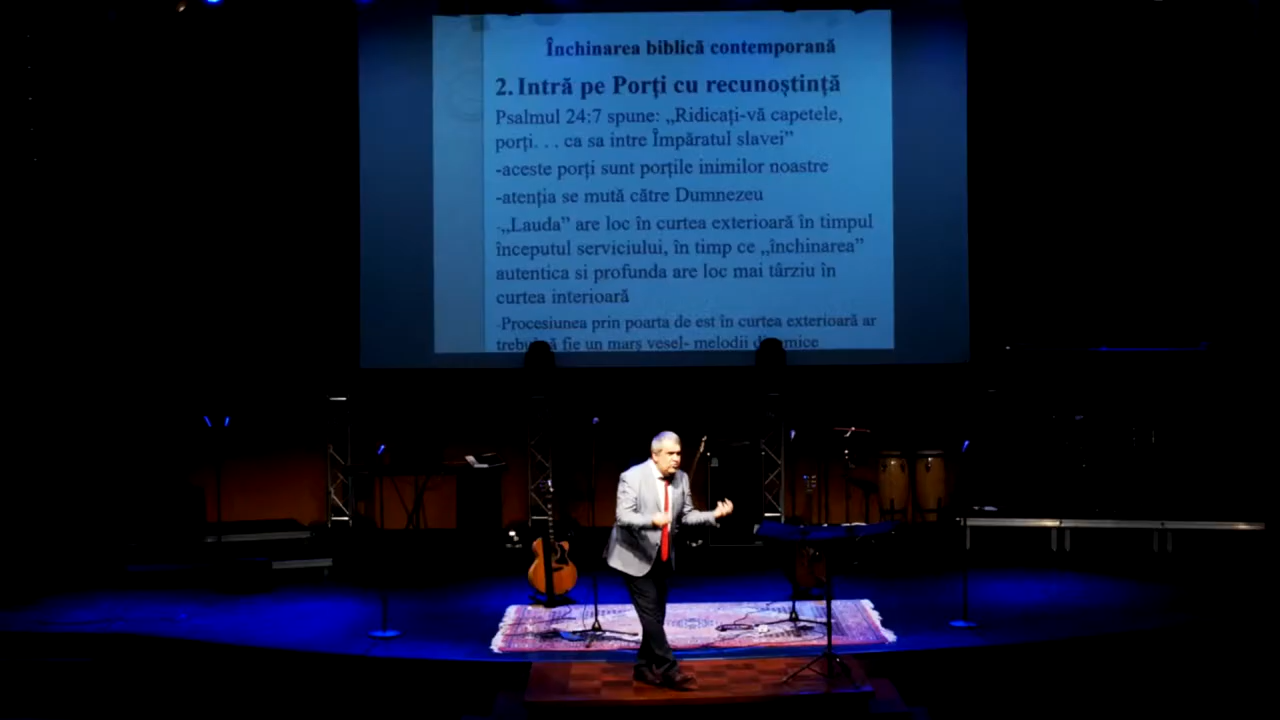 Închinarea biblică contemporană
2. Intră pe Porți cu recunoștință
Psalmul 24:7 spune: „Ridicați-vă capetele,
porți. . . ca sa intre Împăratul slavei”
-aceste porți sunt porțile inimilor noastre
-atenția se mută către Dumnezeu
-„Lauda” are loc în curtea exterioară în timpul
începutul serviciului, în timp ce „închinarea”
autentica si profunda are loc mai târziu în
curtea interioară
-Procesiunea prin poarta de est în curtea exterioară ar
fie un marș vesel- melodii